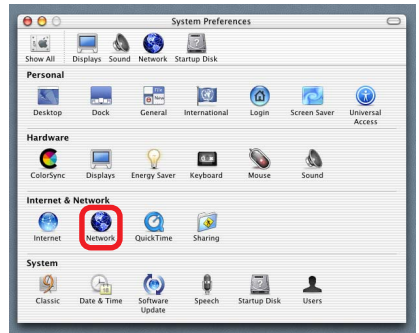 System Preferences
Show All Displays Sound Network Startup Disk
Personal
Desktop Dock General International Login Screen Saver Universal
Access
Hardware
ColorSync Displays Energy Saver Keyboard Mouse Sound
Internet & Network
Internet Network QuickTime Sharing
System
Classic Date & Time Software Speech Startup Disk Users
Update